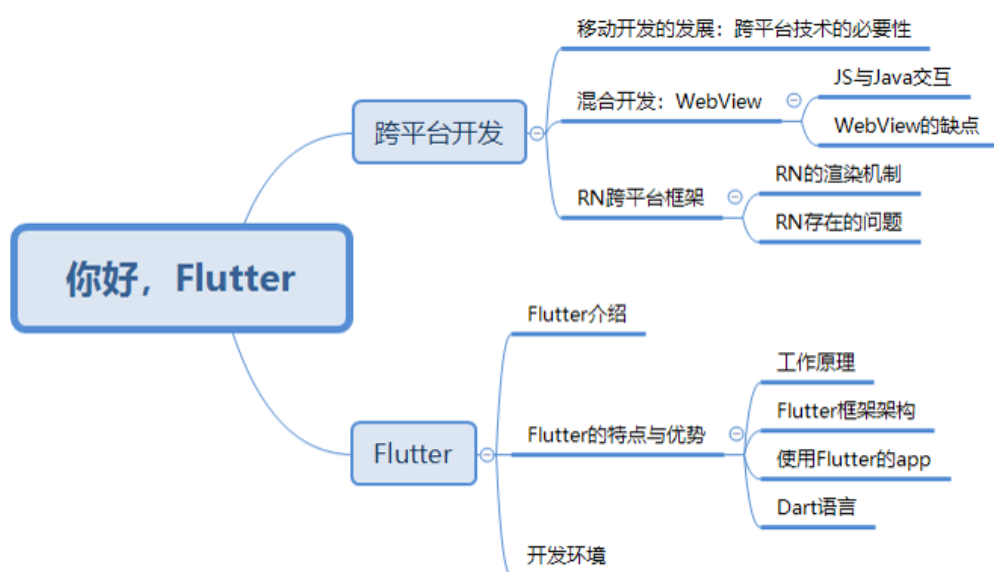 你好，Flutter
跨平台开发
移动开发的发展：跨平台技术的必要性
混合开发：WebView
JS与Java交互
WebView的缺点
RN跨平台框架
RN的渲染机制
RN存在的问题
Flutter
Flutter介绍
Flutter的特点与优势
工作原理
Flutter框架架构
使用Flutter的app
Dart语言
开发环境